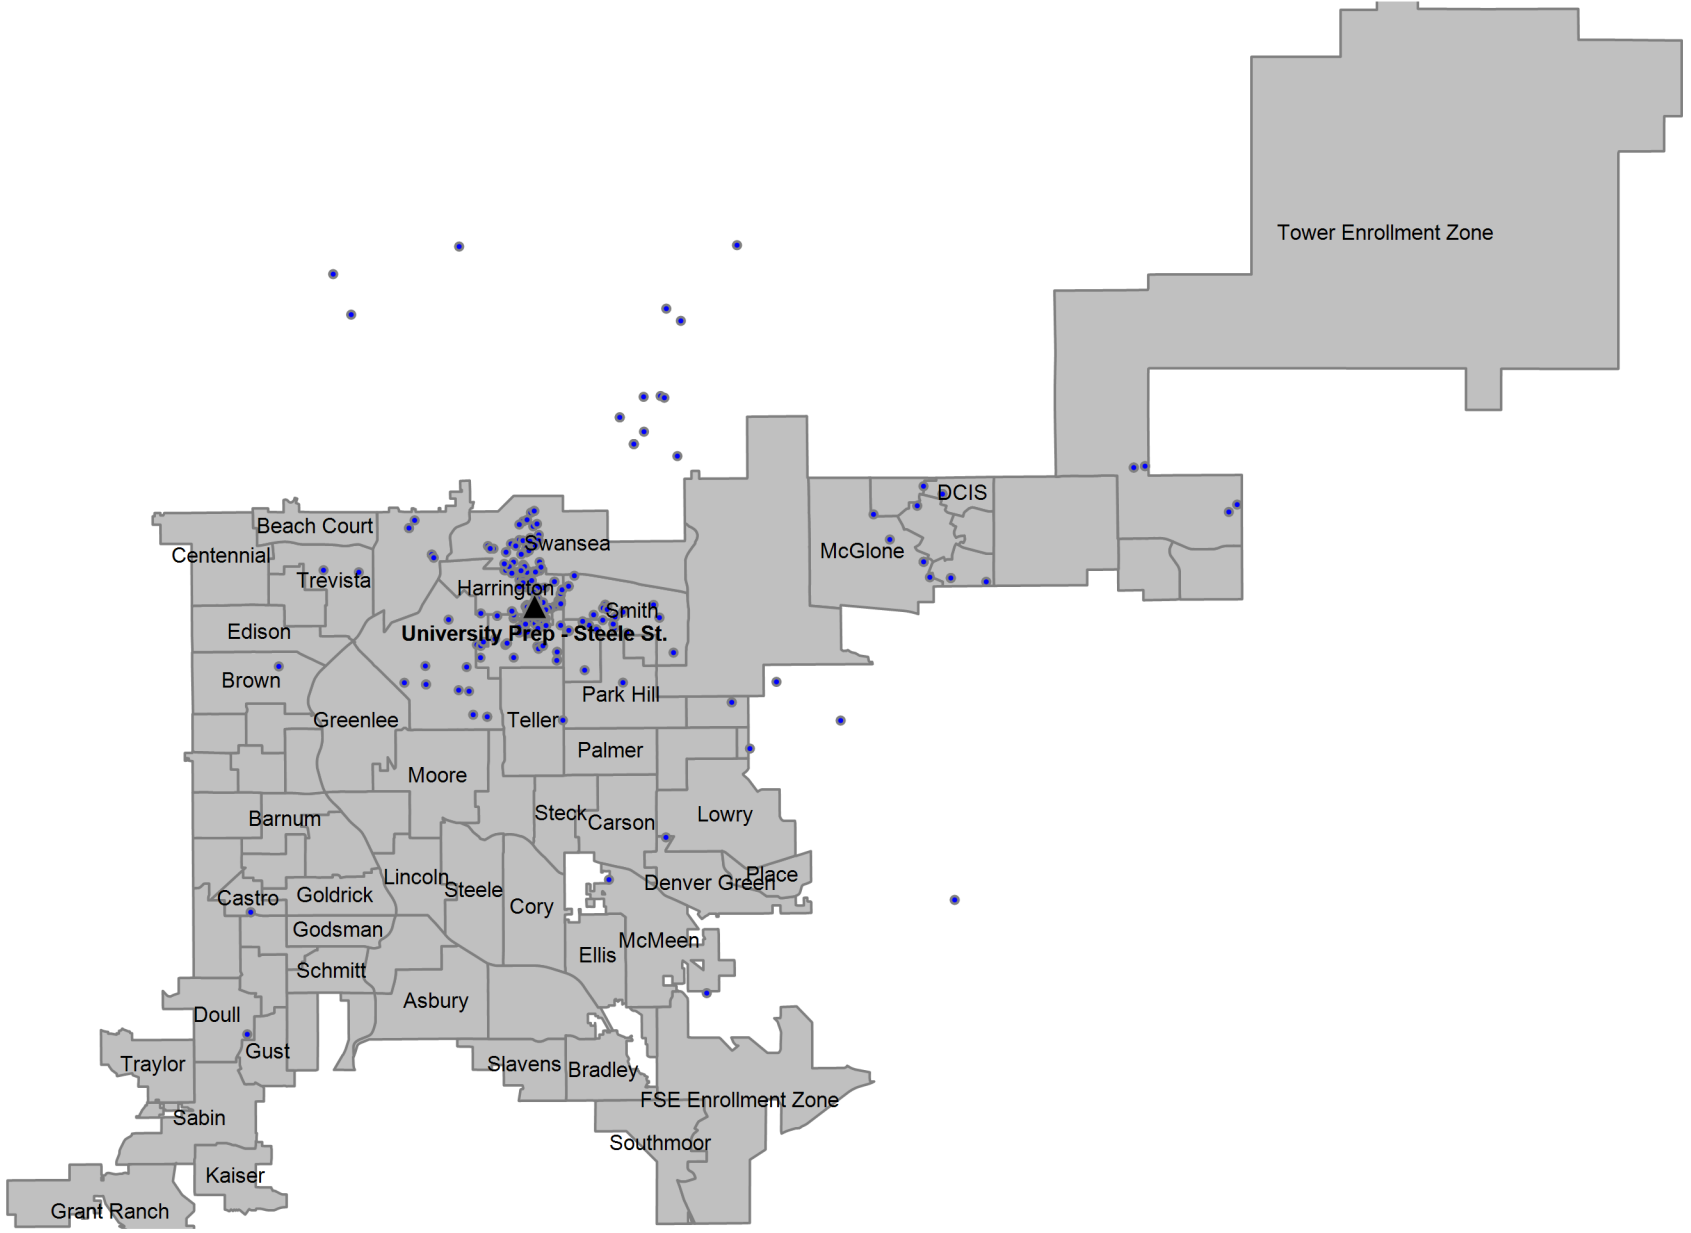 Tower Enrollment Zone
DCIS
Beach Court
Swansea
McGlone
Centennial
Trevista
Harrington
Smith
Edison
University Prep - Steele St.
Brown
Park Hill
Greenlee
Teller
Palmer
Moore
Steck
Lowry
Barnum
Carson
Place
Lincoln
Denver Green
Steele
Goldrick
Castro
Cory
Godsman
McMeen
Ellis
Schmitt
Asbury
Doull
Gust
Traylor
Slavens
Bradley
FSE Enrollment Zone
Sabin
Southmoor
Kaiser
Grant Ranch